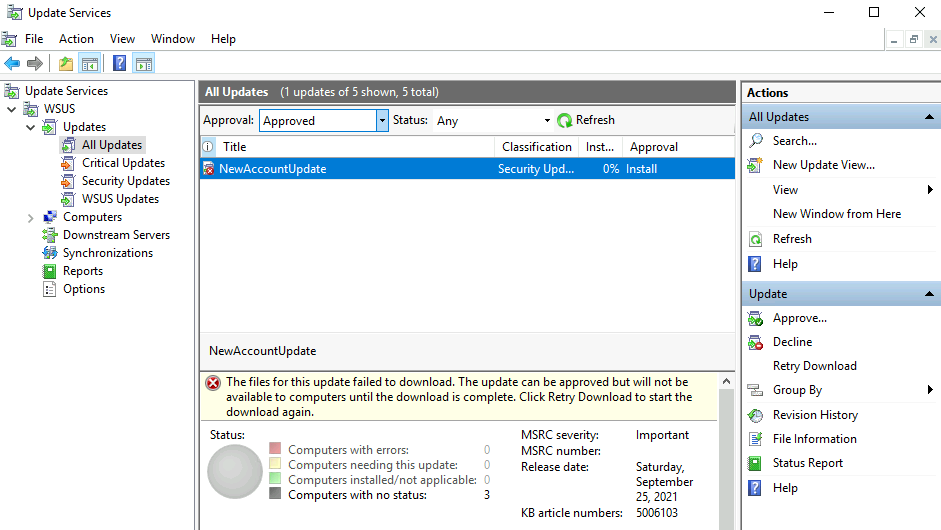 Update Services
File Action View Window Help
Update Services
WSUS
Updates
All Updates
Critical Updates
Security Updates
WSUS Updates
Computers
Downstream Servers
Synchronizations
Reports
Options
All Updates (1 updates of 5 shown, 5 total)
Approval: Approved Status: Any Refresh
Title Classification Inst... Approval
NewAccountUpdate Security Upd... 0% Install
NewAccountUpdate
The files for this update failed to download. The update can be approved but will not be
available to computers until the download is complete. Click Retry Download to start the
download again.
Status:
Computers with errors: 0
Computers needing this update: 0
Computers installed/not applicable: 0
Computers with no status: 3
MSRC severity: Important
MSRC number:
Release date: Saturday,
September
25, 2021
KB article numbers: 5006103
Actions
All Updates
Search...
New Update View...
View
New Window from Here
Refresh
Help
Update
Approve...
Decline
Retry Download
Group By
Revision History
File Information
Status Report
Help